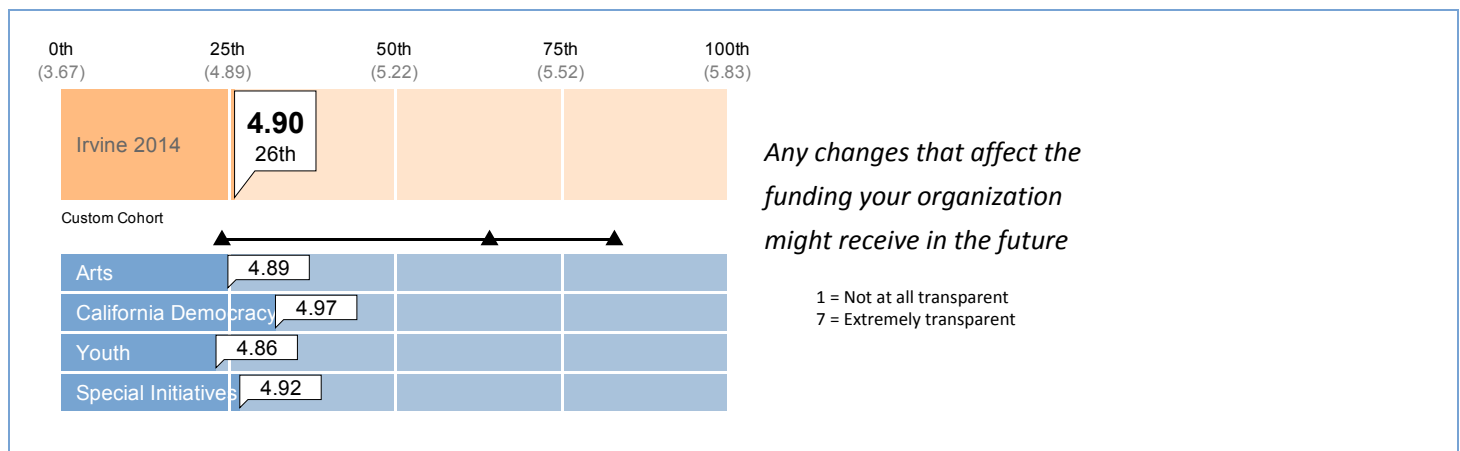 0th 25th 50th 75th 100th
(3.67) (4.89) (5.22) (5.52) (5.83)
Irvine 2014
4.90
26th
Custom Cohort
Arts 4.89
California Democracy 4.97
Youth 4.86
Special Initiatives 4.92
Any changes that affect the
funding your organization
might receive in the future
1 = Not at all transparent
7 = Extremely transparent